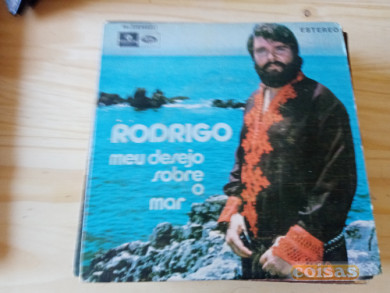 ESTEREO
RODRIGO
meu desejo
sobre
o
mar
coisas